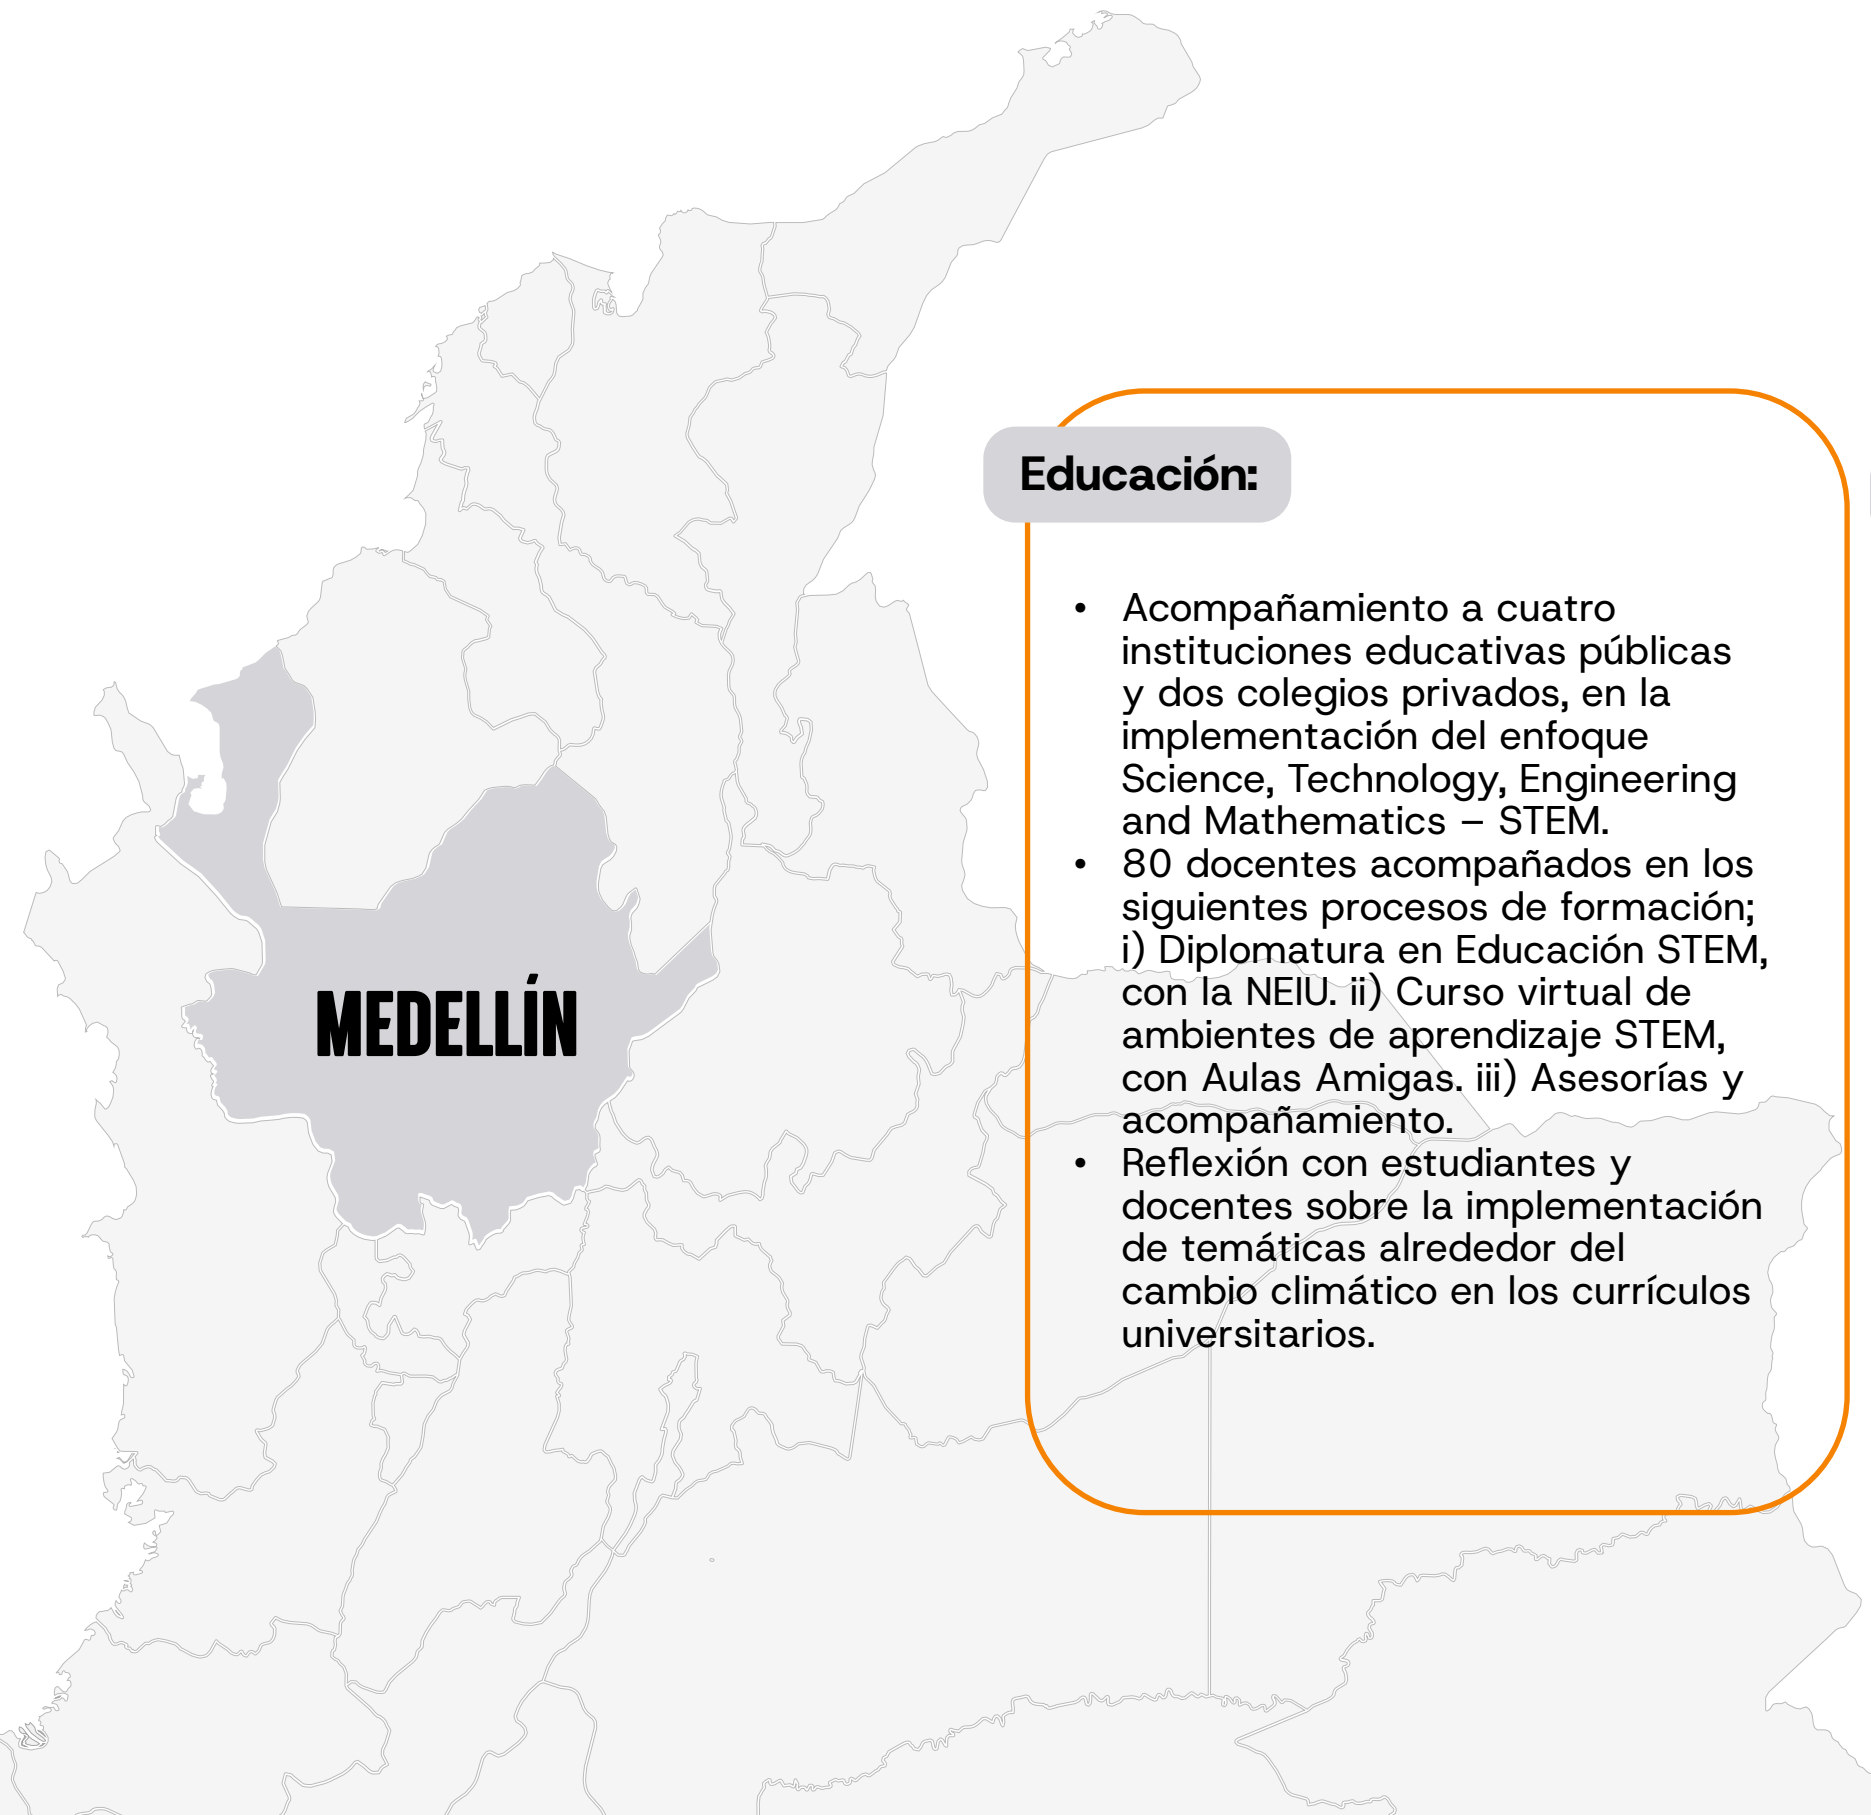 Educación:
• Acompañamiento a cuatro
instituciones educativas públicas
y dos colegios privados, en la
implementación del enfoque
Science, Technology, Engineering
and Mathematics – STEM.
• 80 docentes acompañados en los
siguientes procesos de formación;
i) Diplomatura en Educación STEM,
con la NEIU. ii) Curso virtual de
ambientes de aprendizaje STEM,
con Aulas Amigas. iii) Asesorías y
acompañamiento.
• Reflexión con estudiantes y
docentes sobre la implementación
de temáticas alrededor del
cambio climático en los currículos
universitarios.
MEDELLÍN